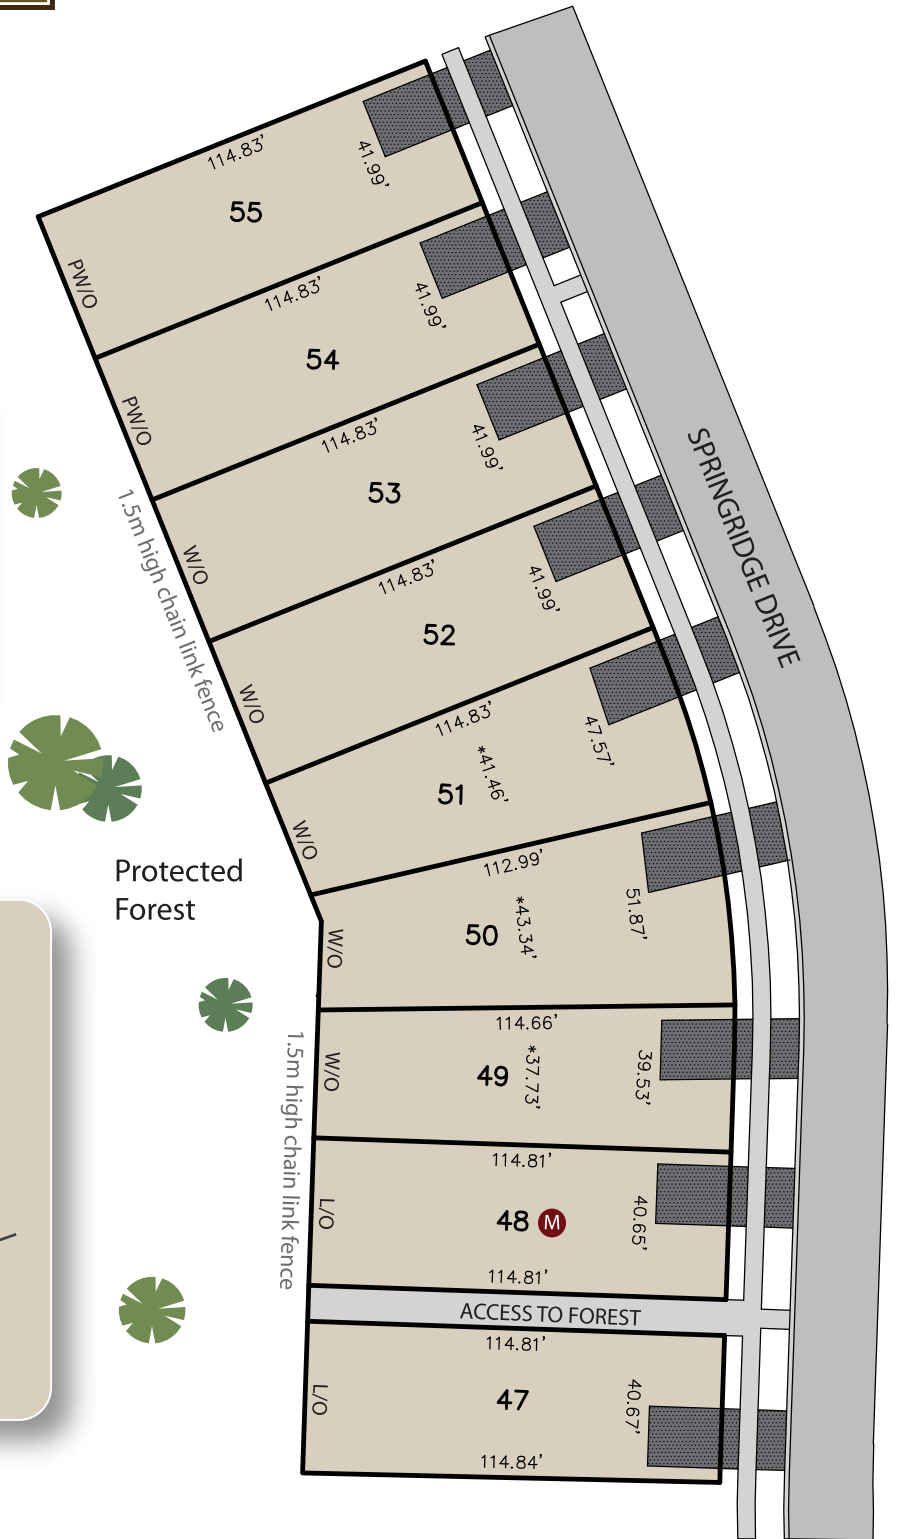 114.83'
41.99'
55
PW/O
114.83'
41.99'
54
PW/O
114.83'
41.99'
53
W/O
1.5m high chain link fence
SPRINGRIDGE DRIVE
114.83'
41.99'
52
W/O
114.83'
47.57'
*41.46'
51
W/O
Protected
Forest
112.99'
51.87'
*43.34'
50
W/O
114.66'
39.53'
*37.73'
49
W/O
1.5m high chain link fence
114.81'
40.65'
48 M
L/O
114.81'
ACCESS TO FOREST
114.81'
40.67'
47
L/O
114.84'